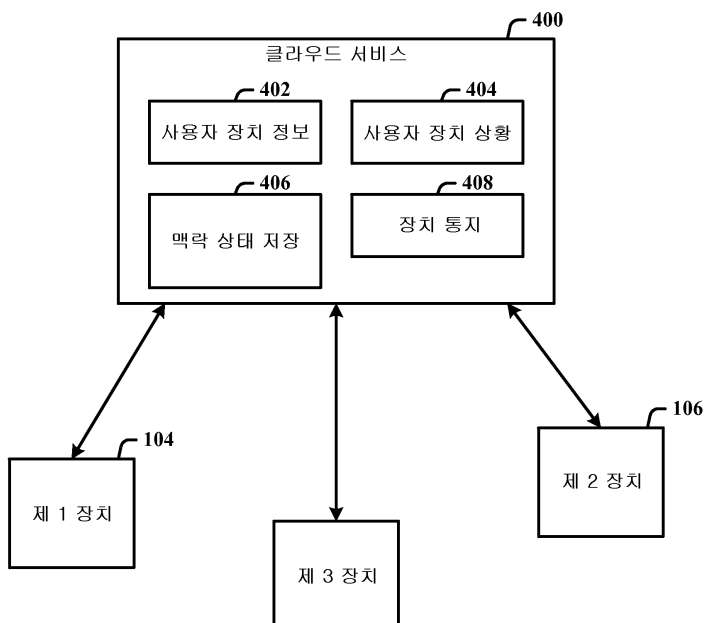 400
클라우드 서비스
402
404
사용자 장치 정보
사용자 장치 상황
406
408
맥락 상태 저장
장치 통지
104
106
제 1 장치
제 2 장치
제 3 장치